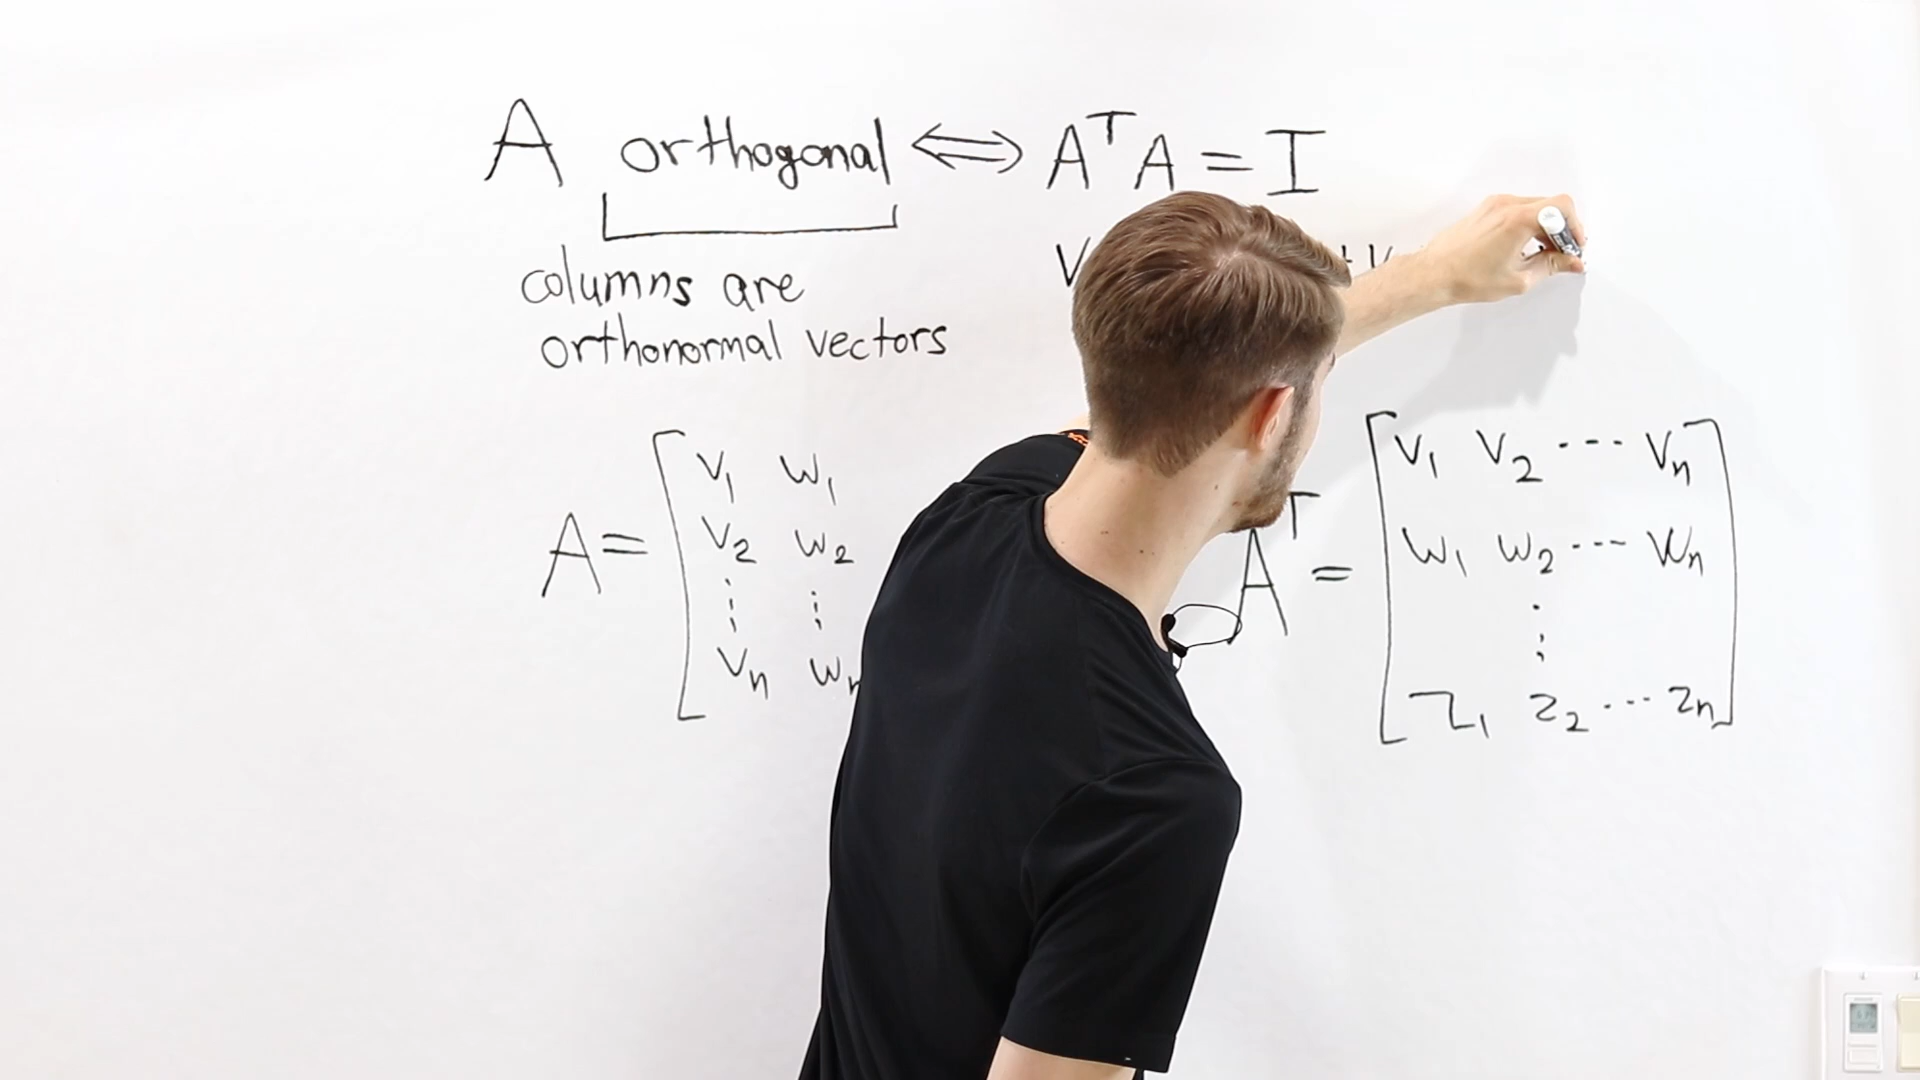 A orthogonal ⟺ AᵀA = I
columns are
orthonormal vectors
A = [ v₁ w₁
v₂ w₂
⋮ ⋮
vₙ wₙ
Aᵀ = [ v₁ v₂ ... vₙ ]
w₁ w₂ ... wₙ
⋮
z₁ z₂ ... zₙ